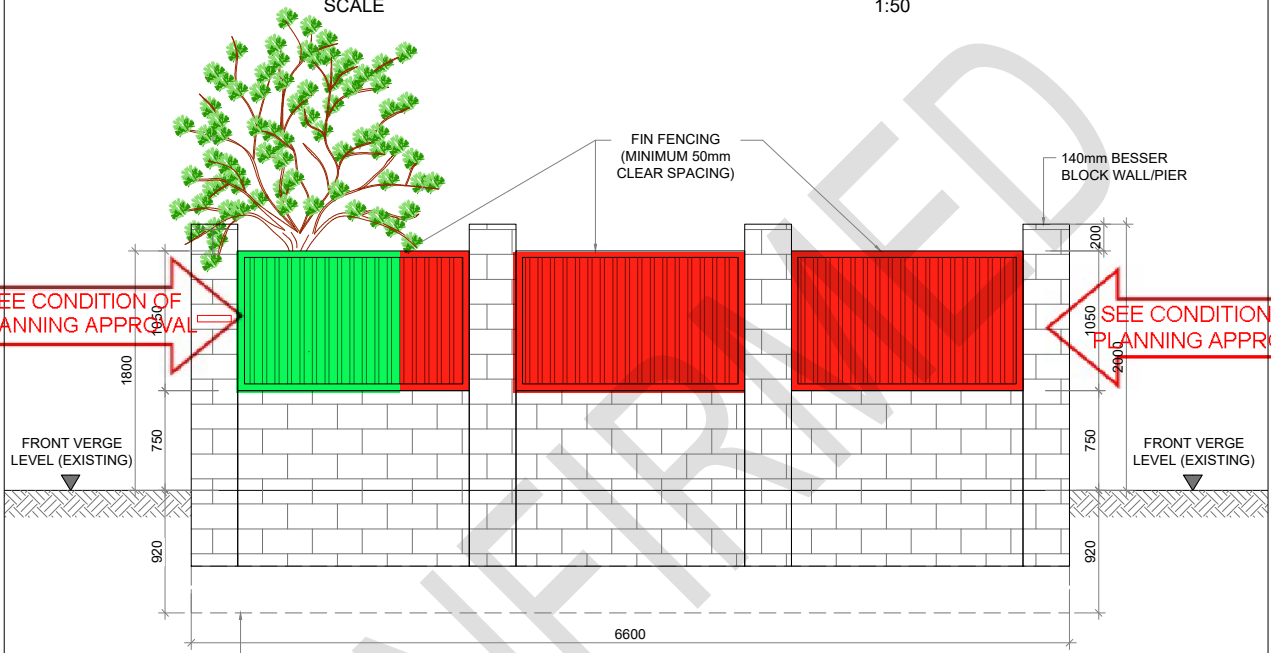 SCALE
1:50
FIN FENCING
(MINIMUM 50mm
CLEAR SPACING)
140mm BESSER
BLOCK WALL/PIER
200
EE CONDITION OF
ANNING APPROVAL
1050
1800
1050
2000
SEE CONDITION
PLANNING APPRO
FRONT VERGE
LEVEL (EXISTING)
750
750
FRONT VERGE
LEVEL (EXISTING)
920
920
6600
NFIRMED